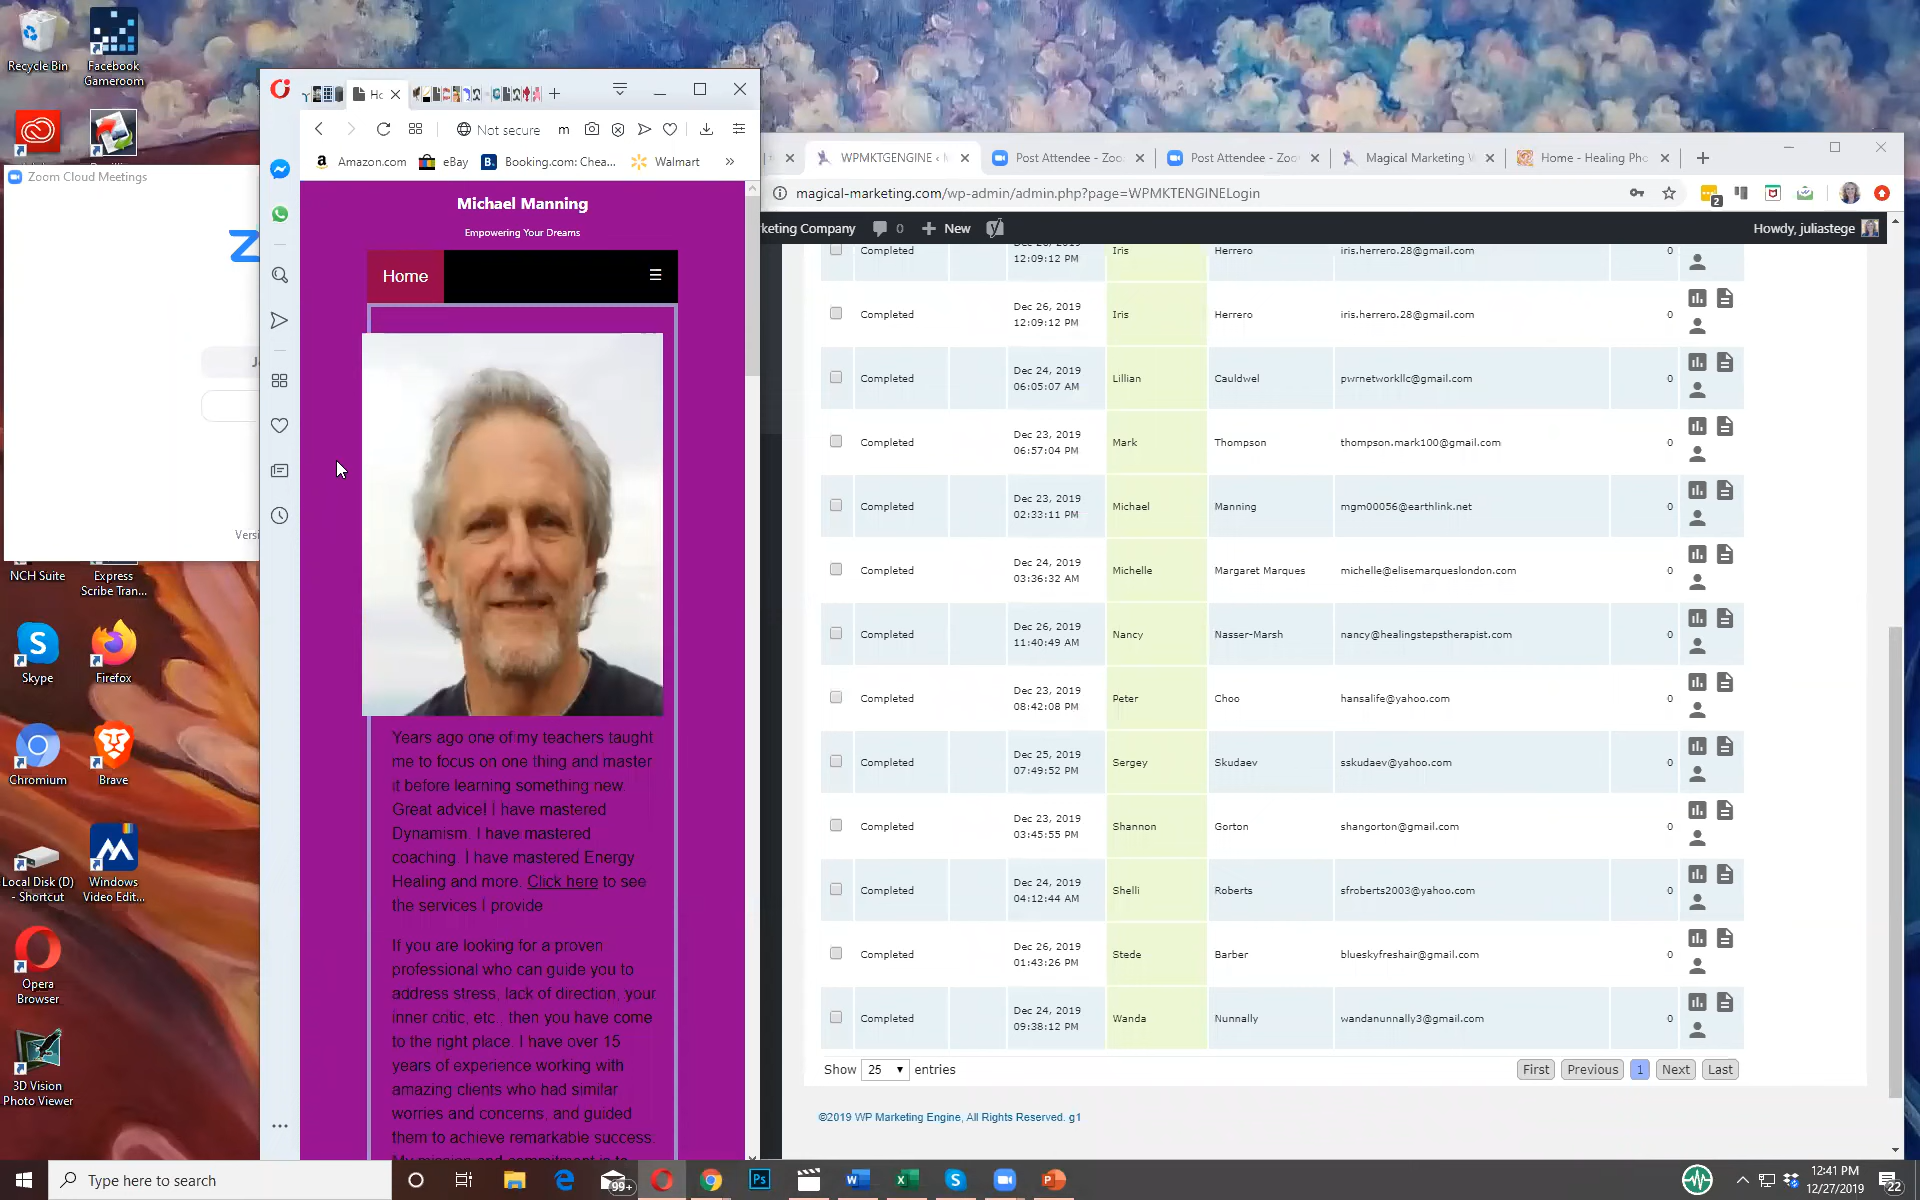 Recycle Bin
Facebook
Gameroom
Zoom Cloud Meetings
Versi
NCH Suite
Express
Scribe Tran...
Skype
Firefox
Chromium
Brave
Local Disk (D)
- Shortcut
Windows
Video Edit...
Opera
Browser
3D Vision
Photo Viewer
Not secure
m
Amazon.com
eBay
Booking.com: Chea...
Walmart
»
Michael Manning
Empowering Your Dreams
Home
Years ago one of my teachers taught
me to focus on one thing and master
it before learning something new.
Great advice! I have mastered
Dynamism. I have mastered
coaching. I have mastered Energy
Healing and more. Click here to see
the services I provide
If you are looking for a proven
professional who can guide you to
address stress, lack of direction, your
inner critic, etc., then you have come
to the right place. I have over 15
years of experience working with
amazing clients who had similar
worries and concerns, and guided
them to achieve remarkable success.
WPMKTGENGINE ‹
Post Attendee - Zoo
Post Attendee - Zoo
Magical Marketing
Home - Healing Pho
magical-marketing.com/wp-admin/admin.php?page=WPMKTENGINELogin
2
keting Company 0 New Howdy, juliastege
Completed 12:09:12 PM Iris Herrero iris.herrero.28@gmail.com 0
Completed Dec 26, 2019 12:09:12 PM Iris Herrero iris.herrero.28@gmail.com 0
Completed Dec 24, 2019 06:05:07 AM Lillian Cauldwel pwrnetworkllc@gmail.com 0
Completed Dec 23, 2019 06:57:04 PM Mark Thompson thompson.mark100@gmail.com 0
Completed Dec 23, 2019 02:33:11 PM Michael Manning mgm00056@earthlink.net 0
Completed Dec 24, 2019 03:36:32 AM Michelle Margaret Marques michelle@elisemarqueslondon.com 0
Completed Dec 26, 2019 11:40:49 AM Nancy Nasser-Marsh nancy@healingstepstherapist.com 0
Completed Dec 23, 2019 08:42:08 PM Peter Choo hansalife@yahoo.com 0
Completed Dec 25, 2019 07:49:52 PM Sergey Skudaev sskudaev@yahoo.com 0
Completed Dec 23, 2019 03:45:55 PM Shannon Gorton shangorton@gmail.com 0
Completed Dec 24, 2019 04:12:44 AM Shelli Roberts sfroberts2003@yahoo.com 0
Completed Dec 26, 2019 01:43:26 PM Stede Barber blueskyfreshair@gmail.com 0
Completed Dec 24, 2019 09:38:12 PM Wanda Nunnally wandanunnally3@gmail.com 0
Show 25 entries First Previous 1 Next Last
©2019 WP Marketing Engine, All Rights Reserved. g1
Type here to search
99+
12:41 PM
12/27/2019
22